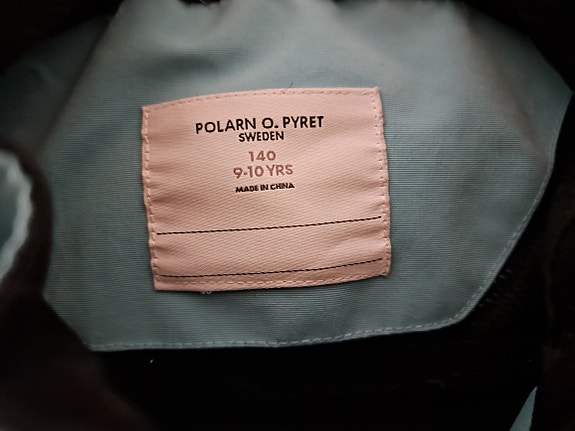 POLARN O. PYRET
SWEDEN
140
9-10 YRS
MADE IN CHINA